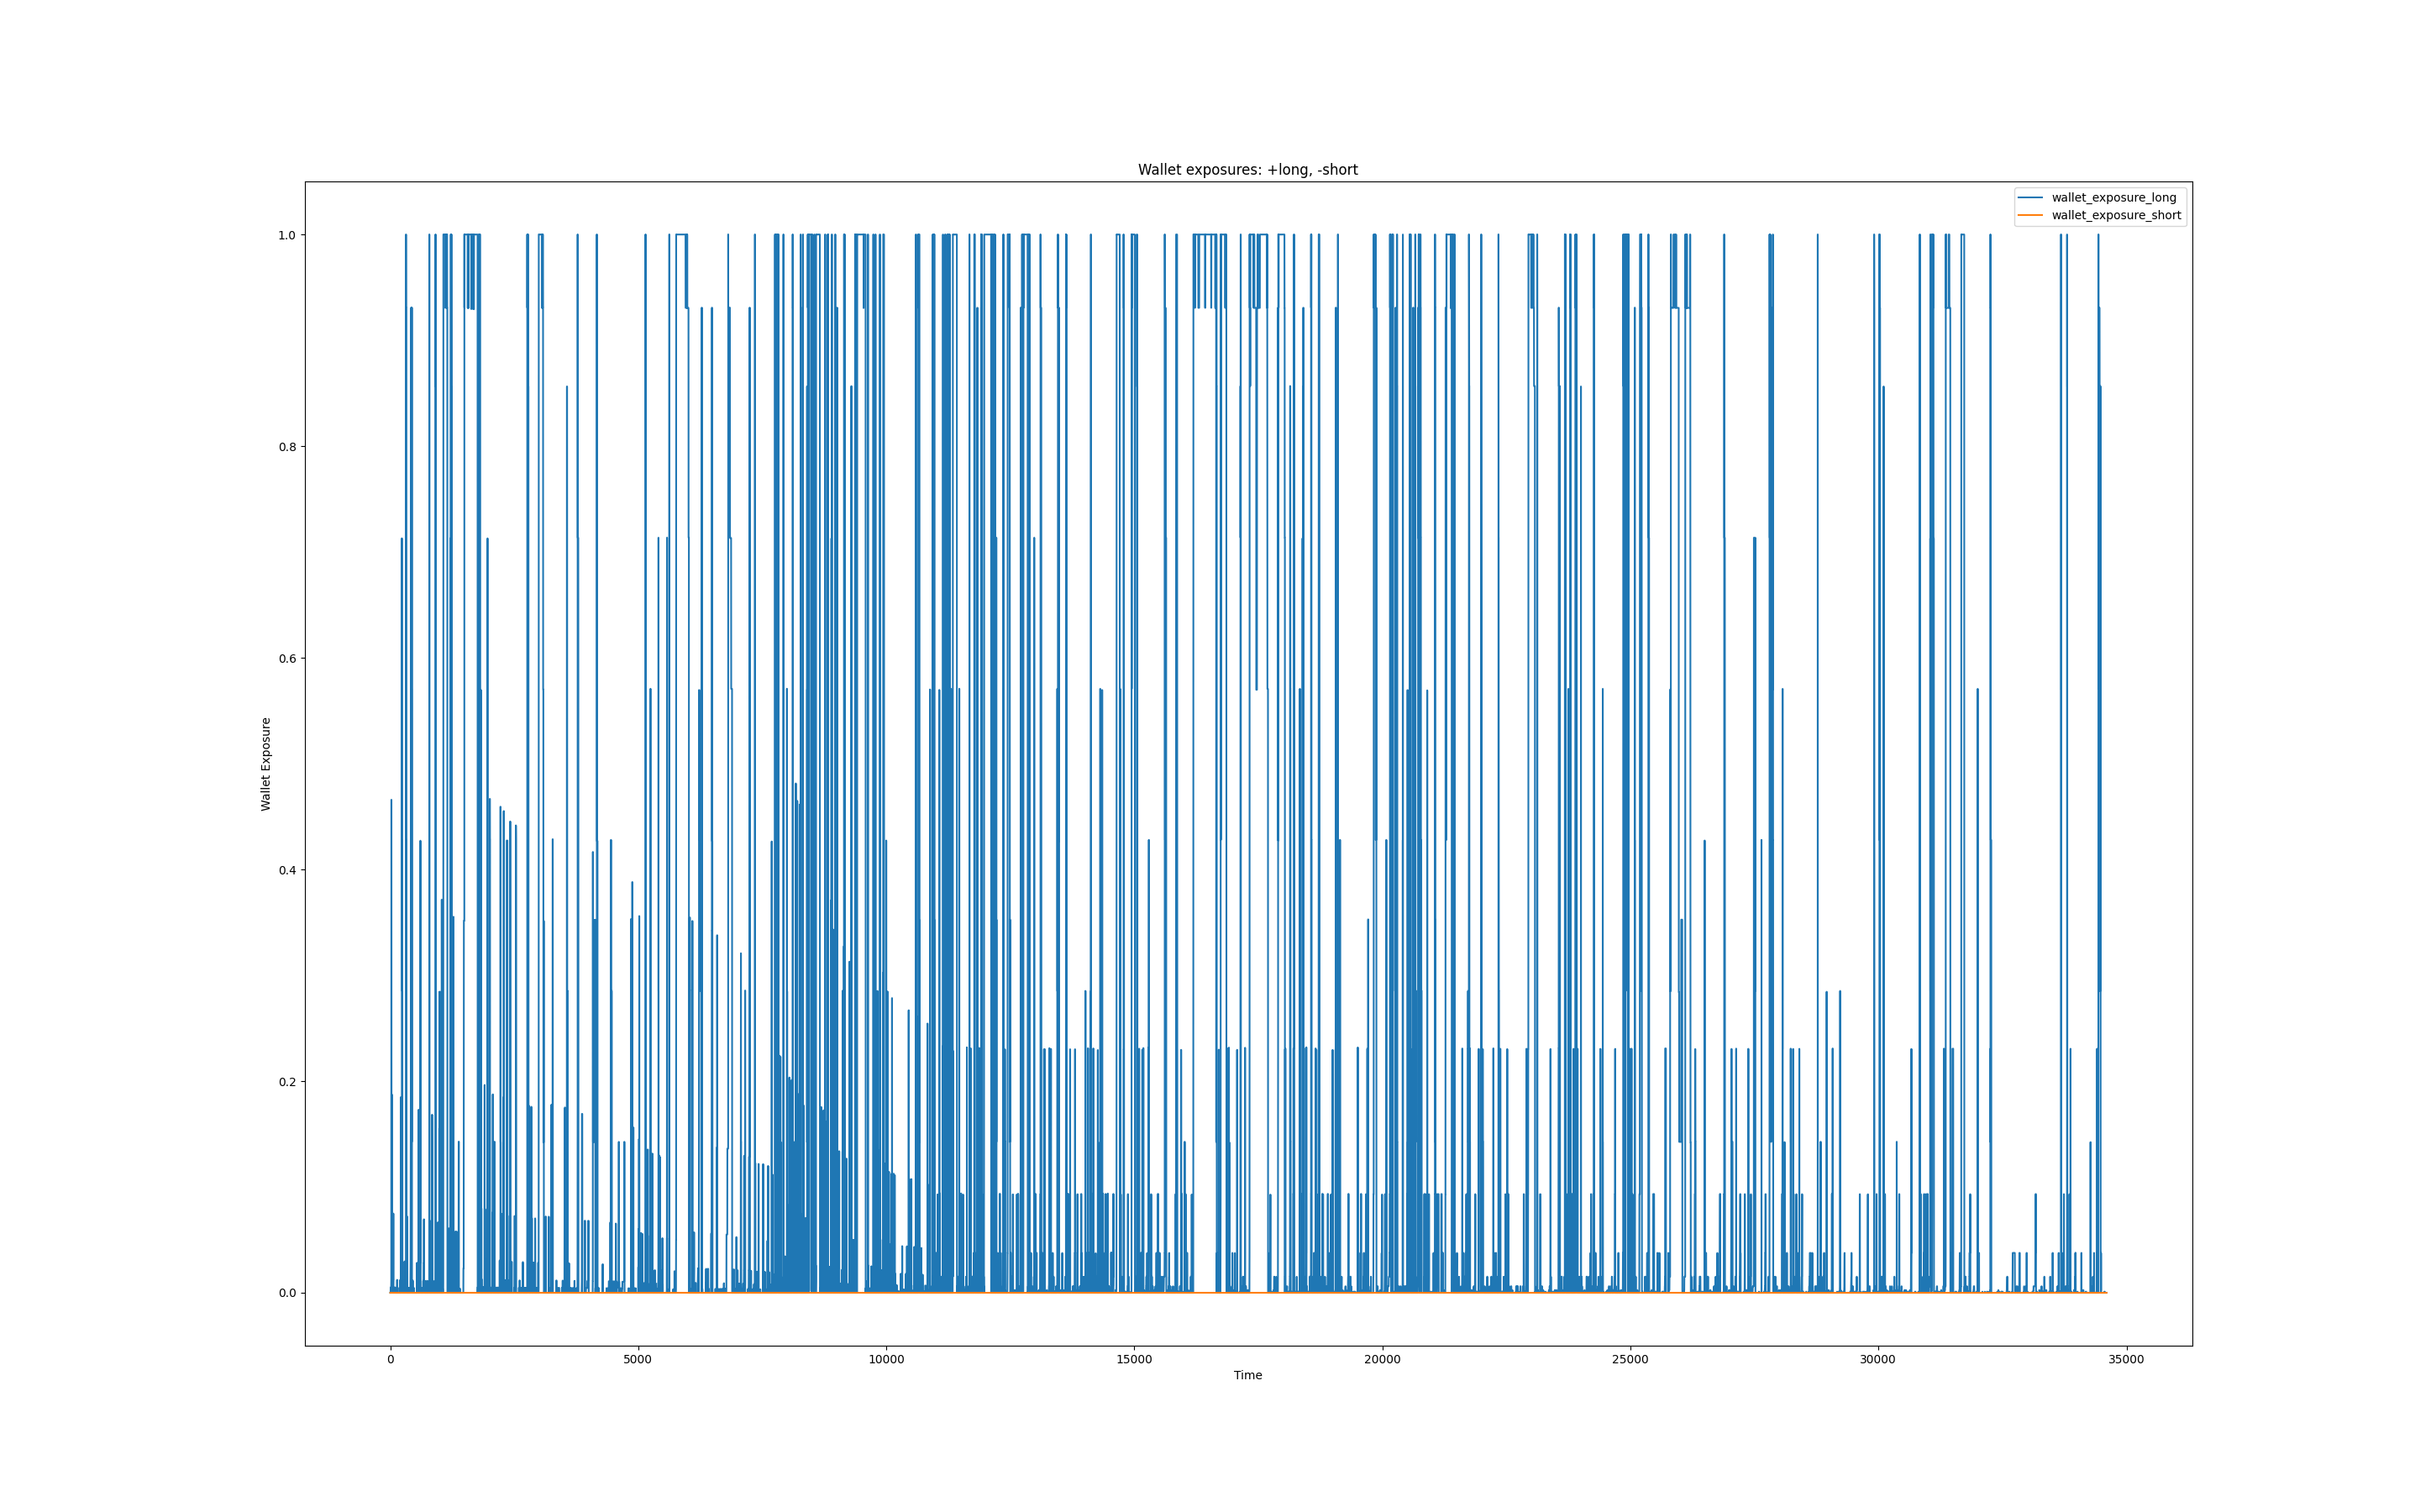 Wallet exposures: +long, -short
wallet_exposure_long
wallet_exposure_short
1.0
0.8
0.6
0.4
0.2
0.0
Wallet Exposure
0 5000 10000 15000 20000 25000 30000 35000
Time